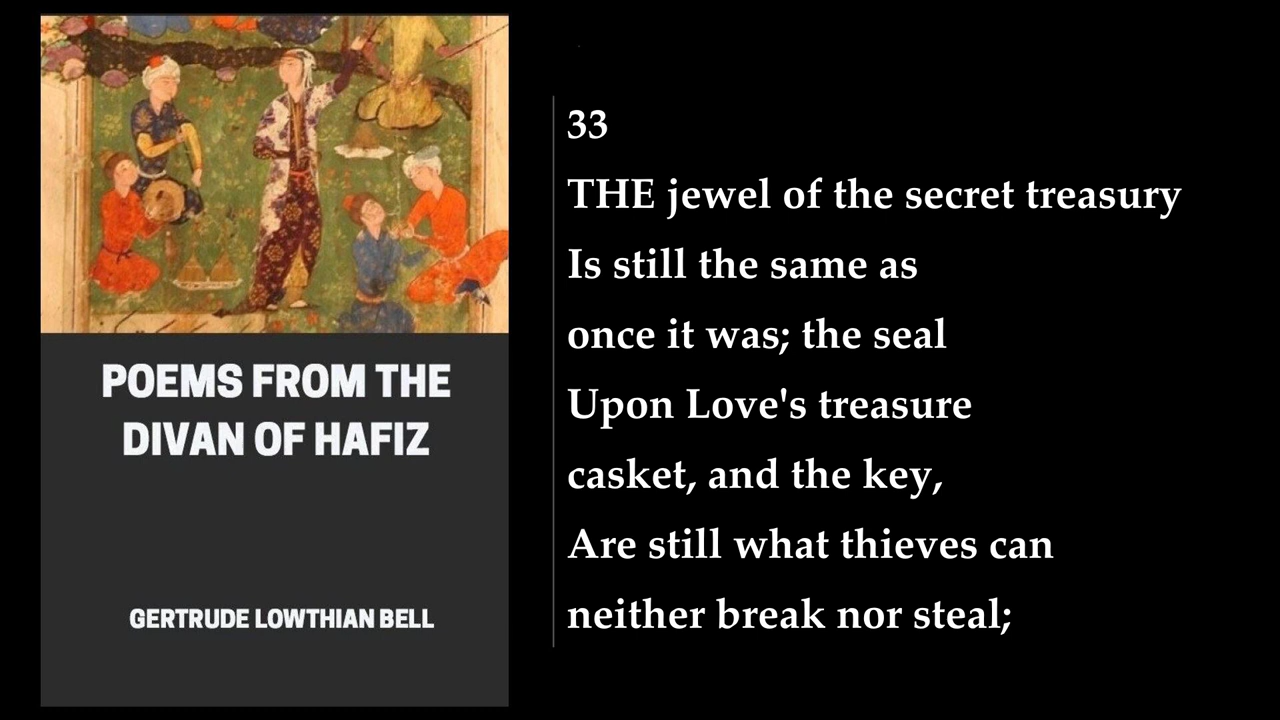 POEMS FROM THE
DIVAN OF HAFIZ
GERTRUDE LOWTHIAN BELL
33
THE jewel of the secret treasury
Is still the same as
once it was; the seal
Upon Love's treasure
casket, and the key,
Are still what thieves can
neither break nor steal;